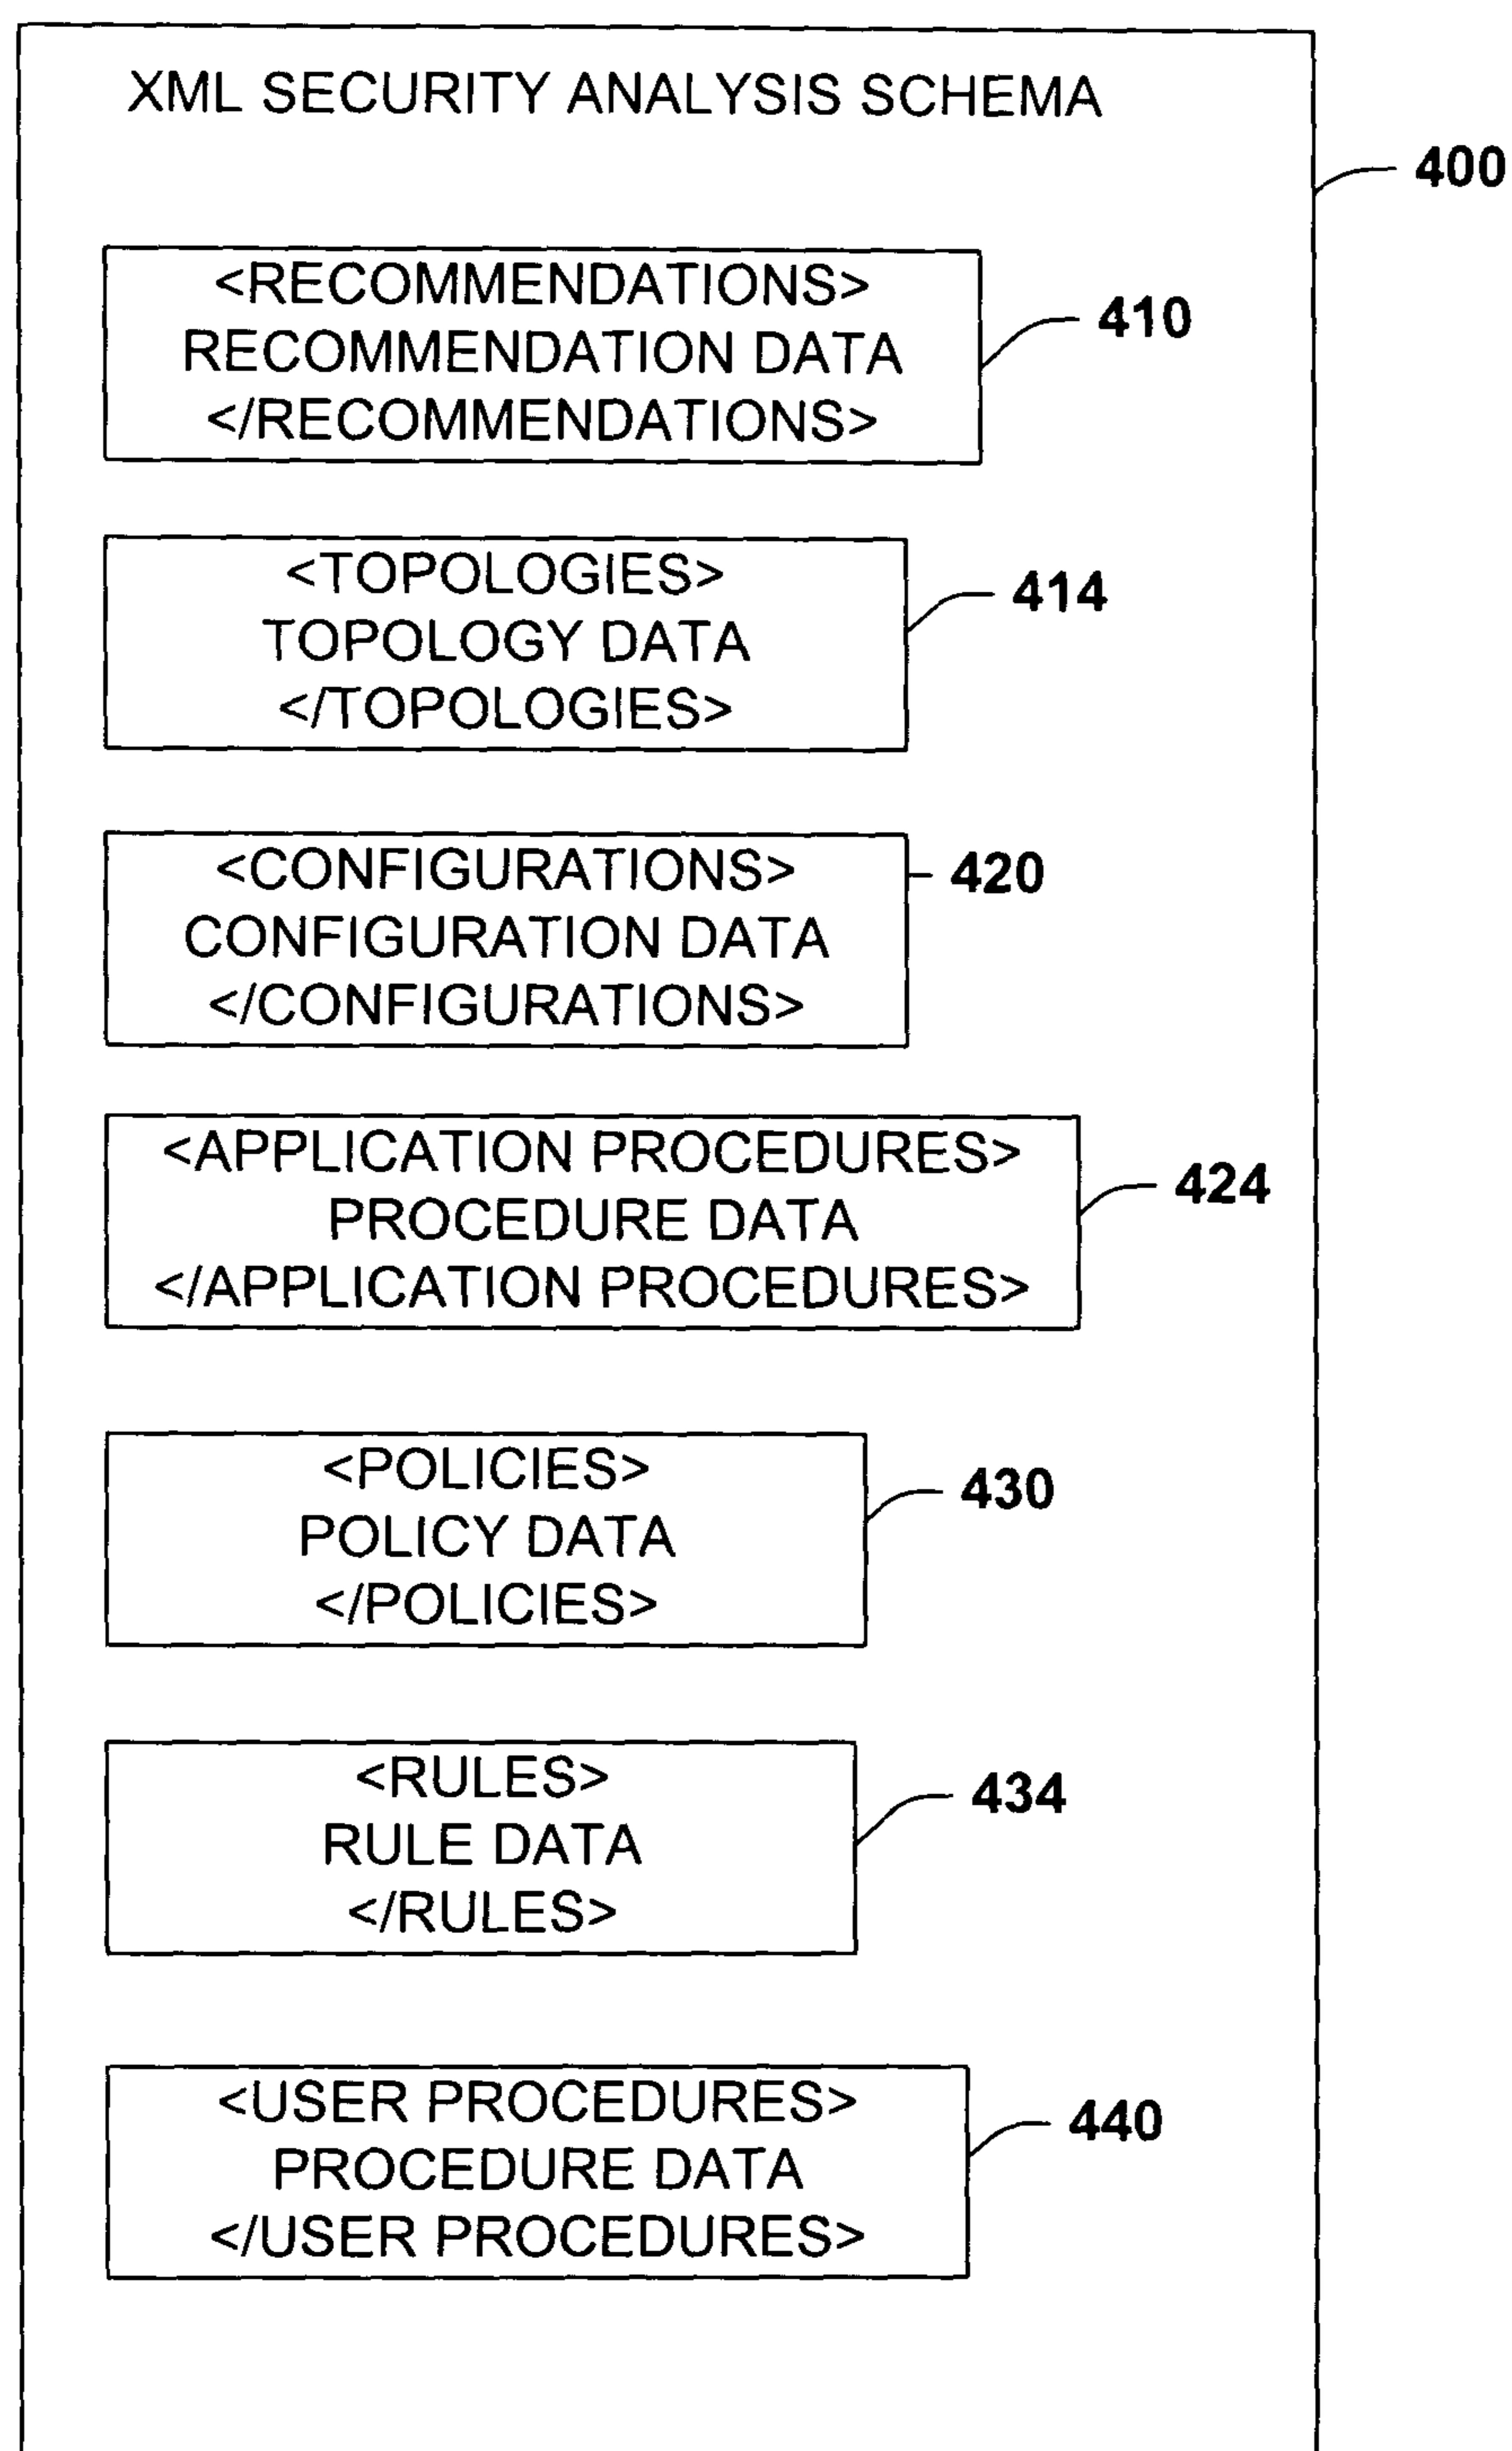 XML SECURITY ANALYSIS SCHEMA
400
<RECOMMENDATIONS>
RECOMMENDATION DATA
</RECOMMENDATIONS>
410
<TOPOLOGIES>
TOPOLOGY DATA
</TOPOLOGIES>
414
<CONFIGURATIONS>
CONFIGURATION DATA
</CONFIGURATIONS>
420
<APPLICATION PROCEDURES>
PROCEDURE DATA
</APPLICATION PROCEDURES>
424
<POLICIES>
POLICY DATA
</POLICIES>
430
<RULES>
RULE DATA
</RULES>
434
<USER PROCEDURES>
PROCEDURE DATA
</USER PROCEDURES>
440